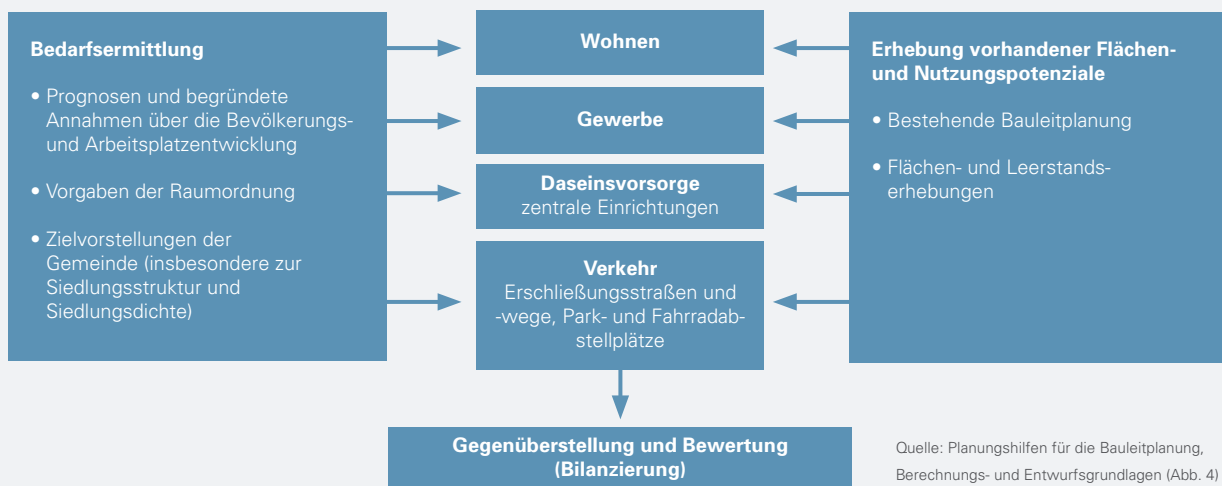 Bedarfsermittlung
• Prognosen und begründete
Annahmen über die Bevölkerungs-
und Arbeitsplatzentwicklung
• Vorgaben der Raumordnung
• Zielvorstellungen der
Gemeinde (insbesondere zur
Siedlungsstruktur und
Siedlungsdichte)
Wohnen
Gewerbe
Daseinsvorsorge
zentrale Einrichtungen
Verkehr
Erschließungsstraßen und
-wege, Park- und Fahrradab-
stellplätze
Erhebung vorhandener Flächen-
und Nutzungspotenziale
• Bestehende Bauleitplanung
• Flächen- und Leerstands-
erhebungen
Gegenüberstellung und Bewertung
(Bilanzierung)
Quelle: Planungshilfen für die Bauleitplanung,
Berechnungs- und Entwurfsgrundlagen (Abb. 4)